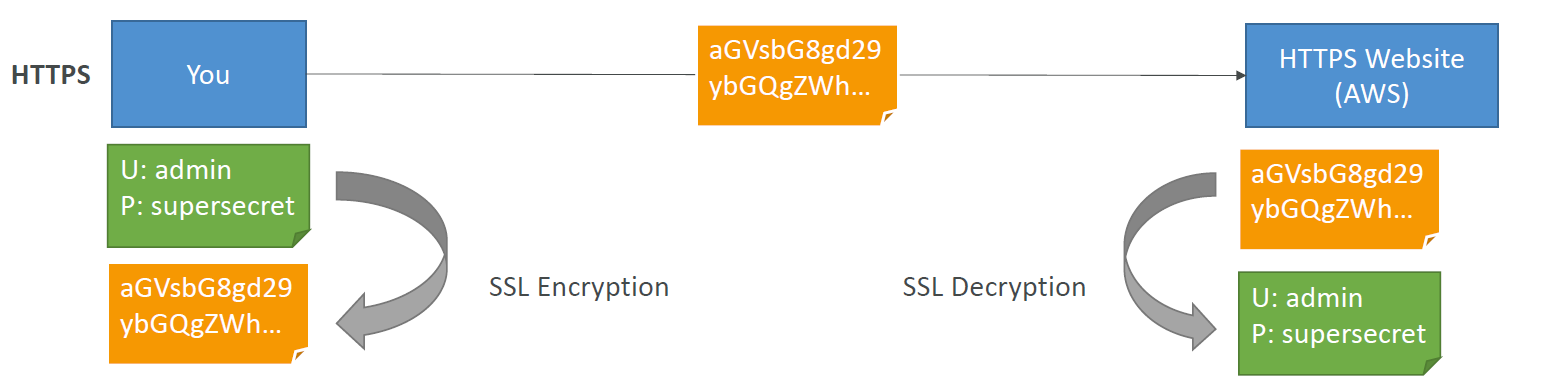 HTTPS
You
aGVsbG8gd29
ybGQgZWh...
HTTPS Website
(AWS)
U: admin
P: supersecret
aGVsbG8gd29
ybGQgZWh...
SSL Encryption
SSL Decryption
aGVsbG8gd29
ybGQgZWh...
U: admin
P: supersecret